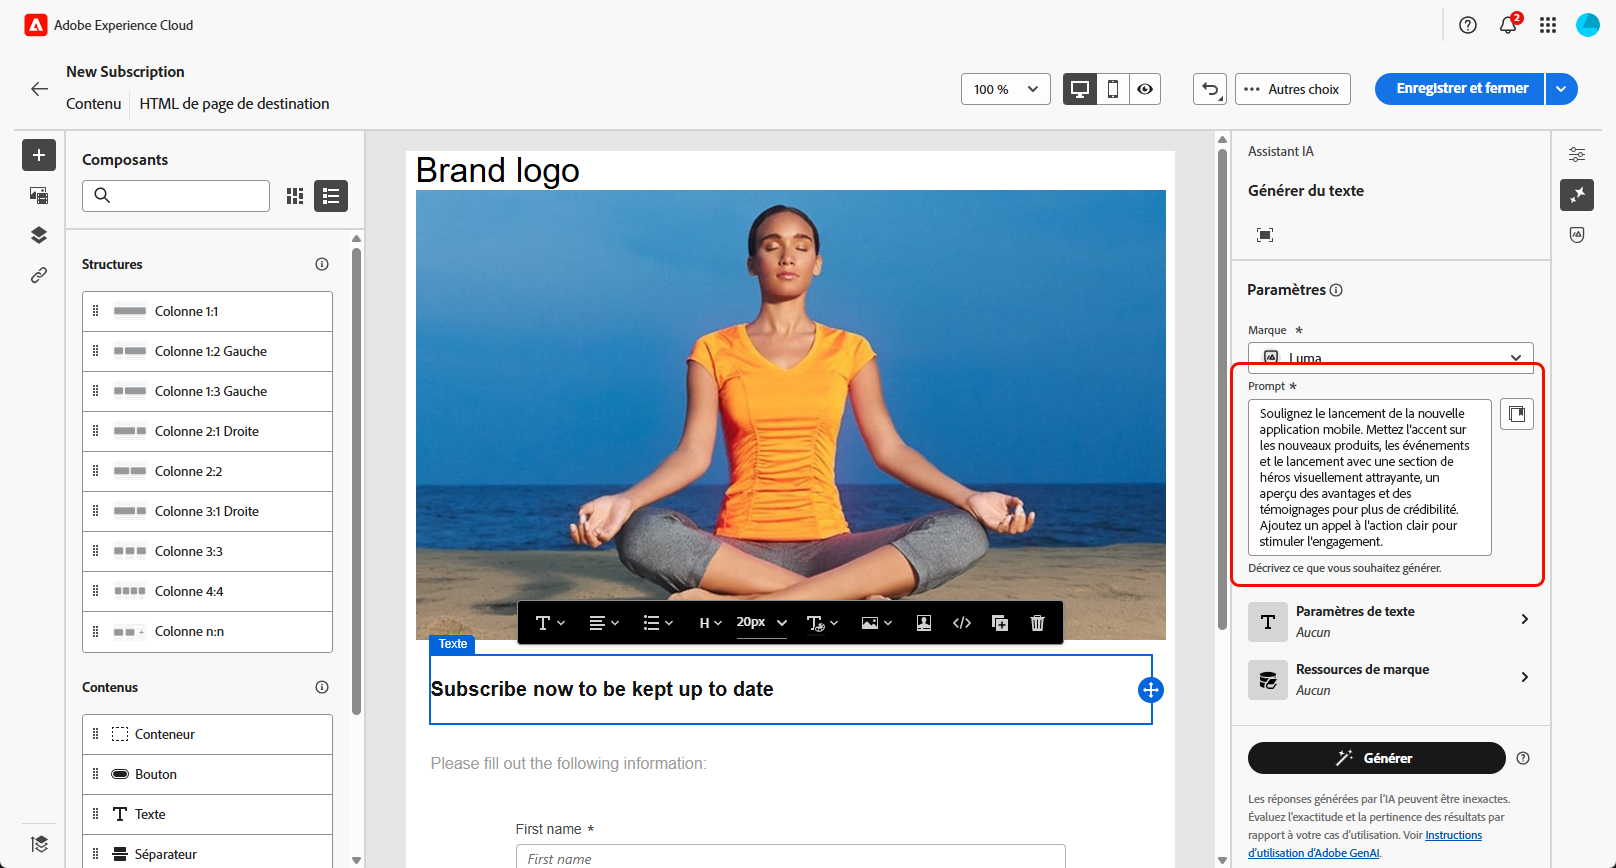 Adobe Experience Cloud
2
New Subscription
Contenu
HTML de page de destination
100 %
Autres choix
Enregistrer et fermer
Composants
Structures
Colonne 1:1
Colonne 1:2 Gauche
Colonne 1:3 Gauche
Colonne 2:1 Droite
Colonne 2:2
Colonne 3:1 Droite
Colonne 3:3
Colonne 4:4
Colonne n:n
Contenus
Conteneur
Bouton
Texte
Séparateur
Brand logo
H
20px
Texte
Subscribe now to be kept up to date
Please fill out the following information:
First name *
First name
Assistant IA
Générer du texte
Paramètres
Marque *
Luma
Prompt *
Soulignez le lancement de la nouvelle
application mobile. Mettez l'accent sur
les nouveaux produits, les événements
et le lancement avec une section de
héros visuellement attrayante, un
aperçu des avantages et des
témoignages pour plus de crédibilité.
Ajoutez un appel à l'action clair pour
stimuler l'engagement.
Décrivez ce que vous souhaitez générer.
Paramètres de texte
Aucun
Ressources de marque
Aucun
Générer
Les réponses générées par l'IA peuvent être inexactes.
Évaluez l'exactitude et la pertinence des résultats par
rapport à votre cas d'utilisation. Voir Instructions
d'utilisation d'Adobe GenAI.